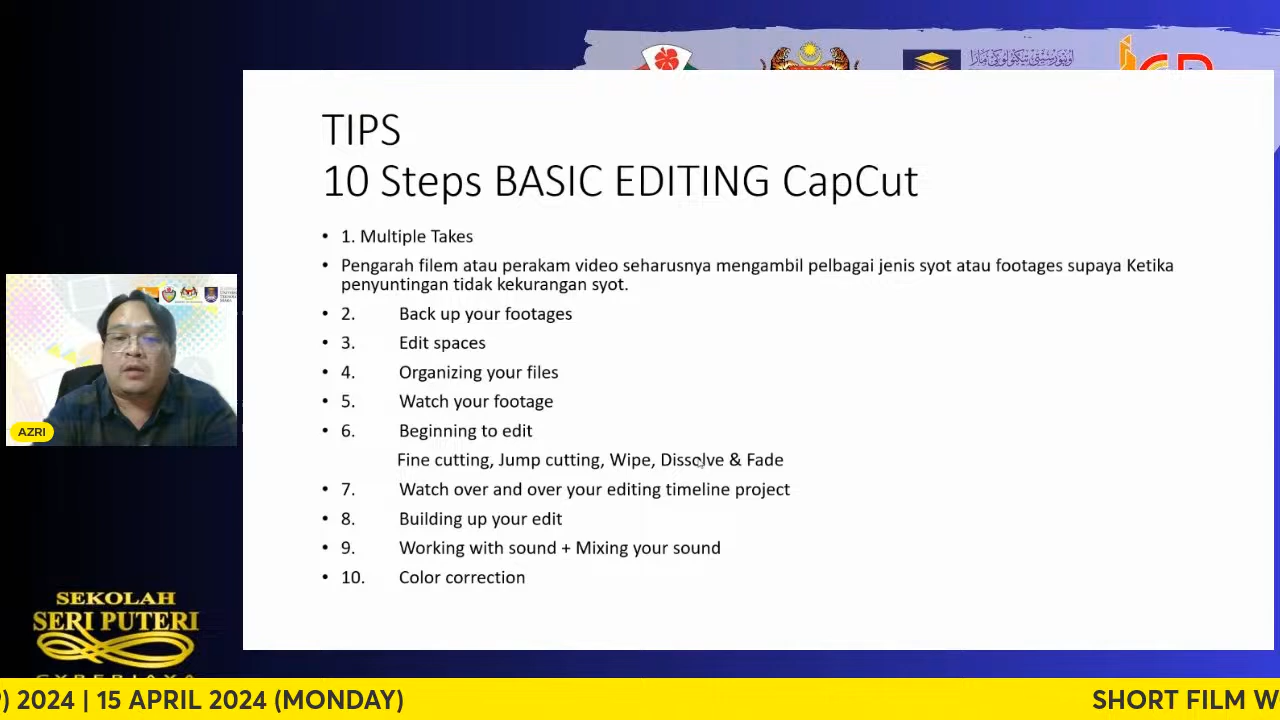 اونيۏرسيتي تيكنولوڬي مارا
TIPS
10 Steps BASIC EDITING CapCut
• 1. Multiple Takes
• Pengarah filem atau perakam video seharusnya mengambil pelbagai jenis syot atau footages supaya Ketika
penyuntingan tidak kekurangan syot.
• 2. Back up your footages
• 3. Edit spaces
• 4. Organizing your files
• 5. Watch your footage
• 6. Beginning to edit
Fine cutting, Jump cutting, Wipe, Dissolve & Fade
• 7. Watch over and over your editing timeline project
• 8. Building up your edit
• 9. Working with sound + Mixing your sound
• 10. Color correction
AZRI
SEKOLAH
SERI PUTERI
CYBERJAYA
) 2024 | 15 APRIL 2024 (MONDAY)
SHORT FILM W